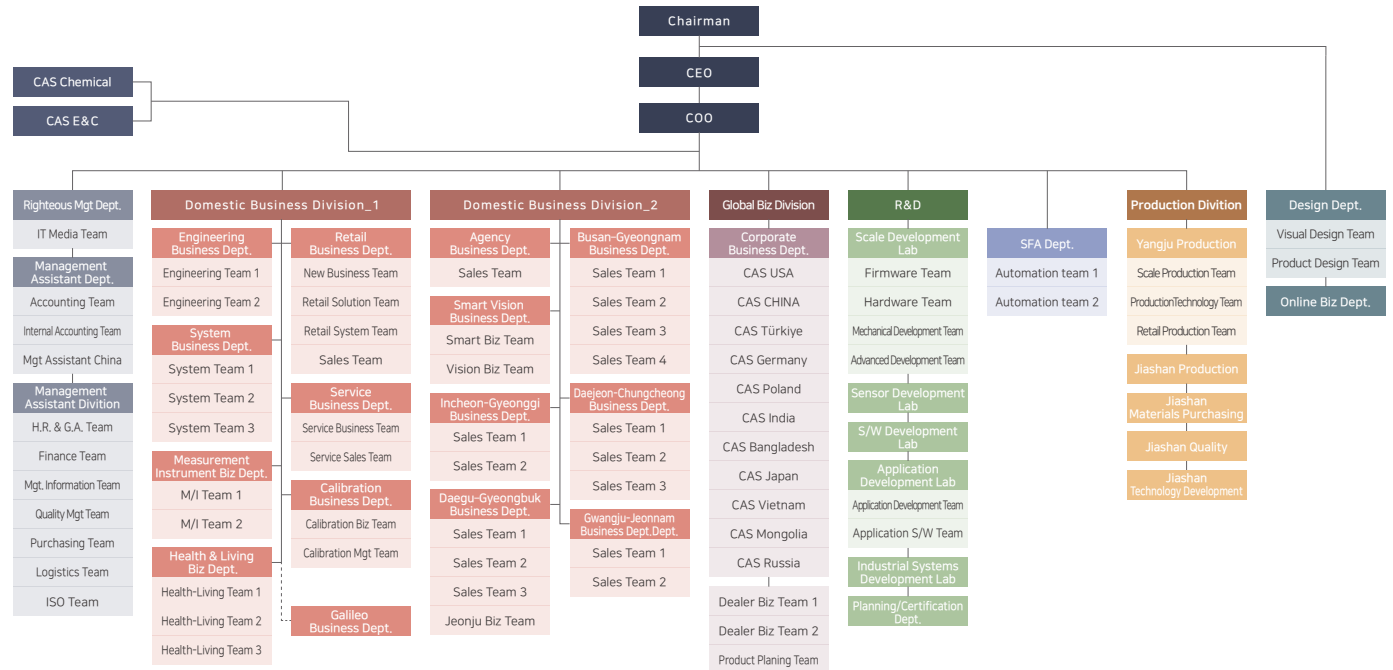 Chairman
CEO
COO
CAS Chemical
CAS E&C
Righteous Mgt Dept.
IT Media Team
Management
Assistant Dept.
Accounting Team
Internal Accounting Team
Mgt Assistant China
Management
Assistant Divition
H.R. & G.A. Team
Finance Team
Mgt. Information Team
Quality Mgt Team
Purchasing Team
Logistics Team
ISO Team
Domestic Business Division_1
Engineering
Business Dept.
Engineering Team 1
Engineering Team 2
System
Business Dept.
System Team 1
System Team 2
System Team 3
Measurement
Instrument Biz Dept.
M/I Team 1
M/I Team 2
Health & Living
Biz Dept.
Health-Living Team 1
Health-Living Team 2
Health-Living Team 3
Retail
Business Dept.
New Business Team
Retail Solution Team
Retail System Team
Sales Team
Service
Business Dept.
Service Business Team
Service Sales Team
Calibration
Business Dept.
Calibration Biz Team
Calibration Mgt Team
Galileo
Business Dept.
Domestic Business Division_2
Agency
Business Dept.
Sales Team
Smart Vision
Business Dept.
Smart Biz Team
Vision Biz Team
Incheon-Gyeonggi
Business Dept.
Sales Team 1
Sales Team 2
Daegu-Gyeongbuk
Business Dept.
Sales Team 1
Sales Team 2
Sales Team 3
Jeonju Biz Team
Busan-Gyeongnam
Business Dept.
Sales Team 1
Sales Team 2
Sales Team 3
Sales Team 4
Daejeon-Chungcheong
Business Dept.
Sales Team 1
Sales Team 2
Sales Team 3
Gwangju-Jeonnam
Business Dept.Dept.
Sales Team 1
Sales Team 2
Global Biz Division
Corporate
Business Dept.
CAS USA
CAS CHINA
CAS Türkiye
CAS Germany
CAS Poland
CAS India
CAS Bangladesh
CAS Japan
CAS Vietnam
CAS Mongolia
CAS Russia
Dealer Biz Team 1
Dealer Biz Team 2
Product Planing Team
R&D
Scale Development
Lab
Firmware Team
Hardware Team
Mechanical Development Team
Advanced Development Team
Sensor Development
Lab
S/W Development
Lab
Application
Development Lab
Application Development Team
Application S/W Team
Industrial Systems
Development Lab
Planning/Certification
Dept.
SFA Dept.
Automation team 1
Automation team 2
Production Divition
Yangju Production
Scale Production Team
ProductionTechnology Team
Retail Production Team
Jiashan Production
Jiashan
Materials Purchasing
Jiashan Quality
Jiashan
Technology Development
Design Dept.
Visual Design Team
Product Design Team
Online Biz Dept.